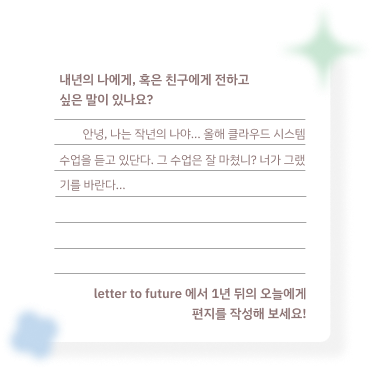 내년의 나에게, 혹은 친구에게 전하고
싶은 말이 있나요?
안녕, 나는 작년의 나야... 올해 클라우드 시스템
수업을 듣고 있단다. 그 수업은 잘 마쳤니? 너가 그랬
기를 바란다...
letter to future 에서 1년 뒤의 오늘에게
편지를 작성해 보세요!